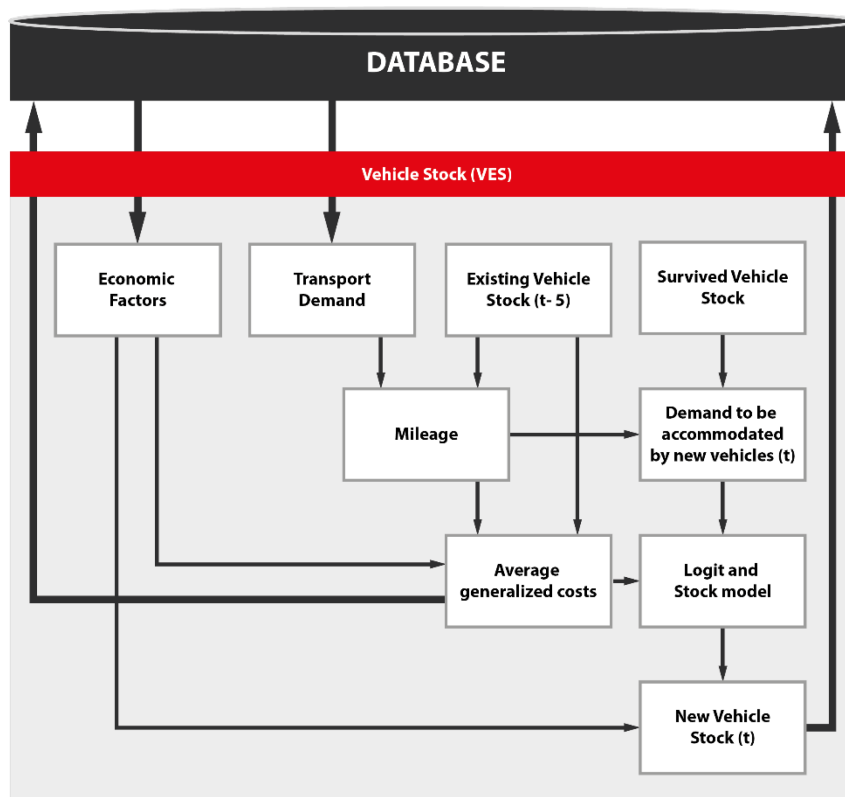 DATABASE
Vehicle Stock (VES)
Economic
Factors
Transport
Demand
Existing Vehicle
Stock (t- 5)
Survived Vehicle
Stock
Mileage
Demand to be
accommodated
by new vehicles (t)
Average
generalized costs
Logit and
Stock model
New Vehicle
Stock (t)